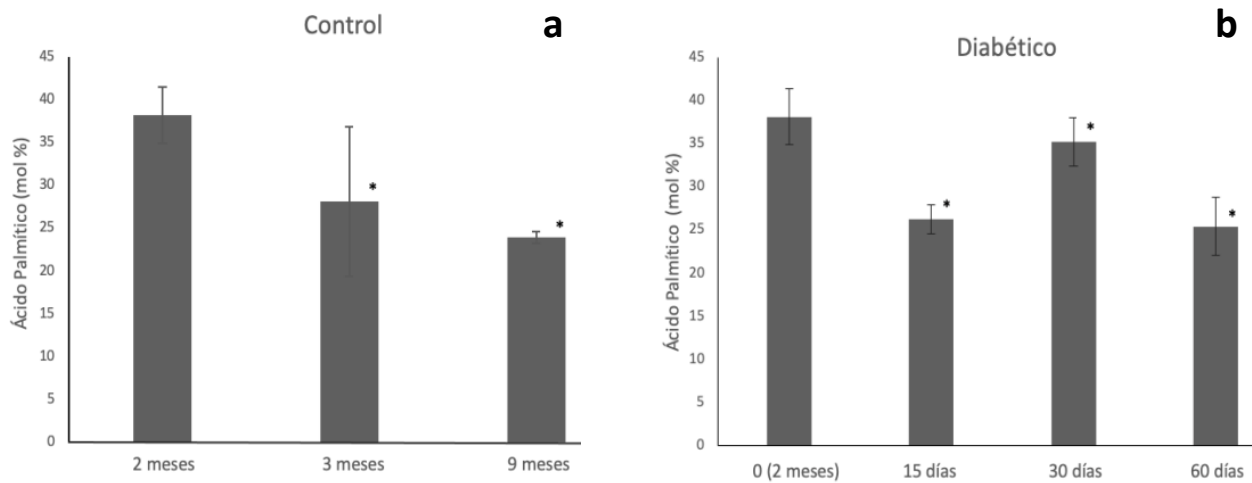 Control
a
45
40
35
30
25
20
15
10
5
0
Ácido Palmítico (mol %)
*
*
2 meses
3 meses
9 meses
Diabético
b
45
40
35
30
25
20
15
10
5
0
Ácido Palmítico (mol %)
*
*
*
0 (2 meses)
15 días
30 días
60 días